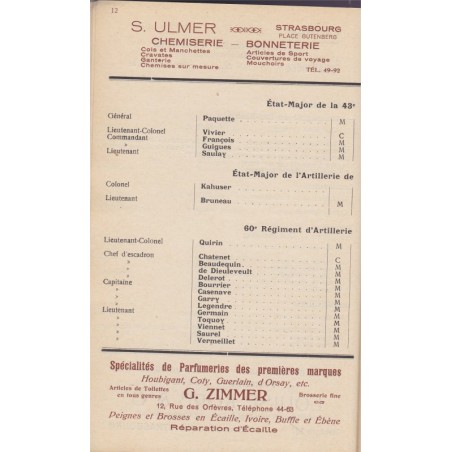 12
S. ULMER STRASBOURG
PLACE GUTENBERG
CHEMISERIE — BONNETERIE
Cols et Manchettes Articles de Sport
Cravates Couvertures de voyage
Ganterie Mouchoirs
Chemises sur mesure TÉL. 49-92
État-Major de la 43e
Général Paquette M
Lieutenant-Colonel Vivier C
Commandant François M
» Guigues M
Lieutenant Saulay M
État-Major de l'Artillerie de
Colonel Kahuser
Lieutenant Bruneau M
60e Régiment d'Artillerie
Lieutenant-Colonel Quirin M
Chef d'escadron Chatenet C
» Beaudequin M
» de Dieuleveult M
Capitaine Delerot M
» Bourrier M
» Casenave M
» Garry M
» Legendre M
Lieutenant Germain M
» Toquoy M
» Viennet M
» Saurel M
» Vermeillet M
Spécialités de Parfumeries des premières marques
Houbigant, Coty, Guerlain, d'Orsay, etc.
Articles de Toilettes en tous genres G. ZIMMER Brosserie fine
12, Rue des Orfèvres, Téléphone 44-63
Peignes et Brosses en Écaille, Ivoire, Buffle et Ébène
Réparation d'Écaille